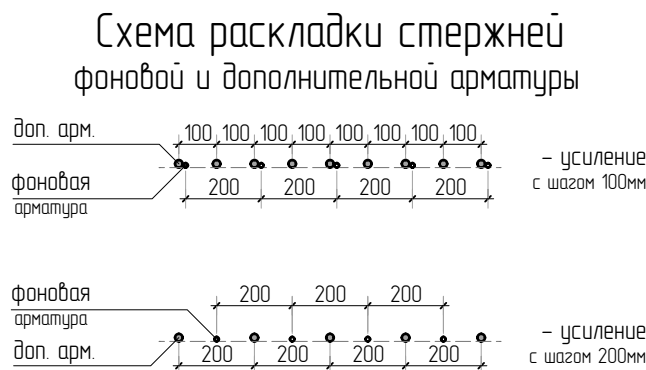 Схема раскладки стержней
фоновой и дополнительной арматуры
доп. арм.
100 100 100 100 100 100 100 100
– усиление
с шагом 100мм
фоновая
арматура
200 200 200 200
фоновая
арматура
200 200 200
– усиление
с шагом 200мм
доп. арм.
200 200 200 200